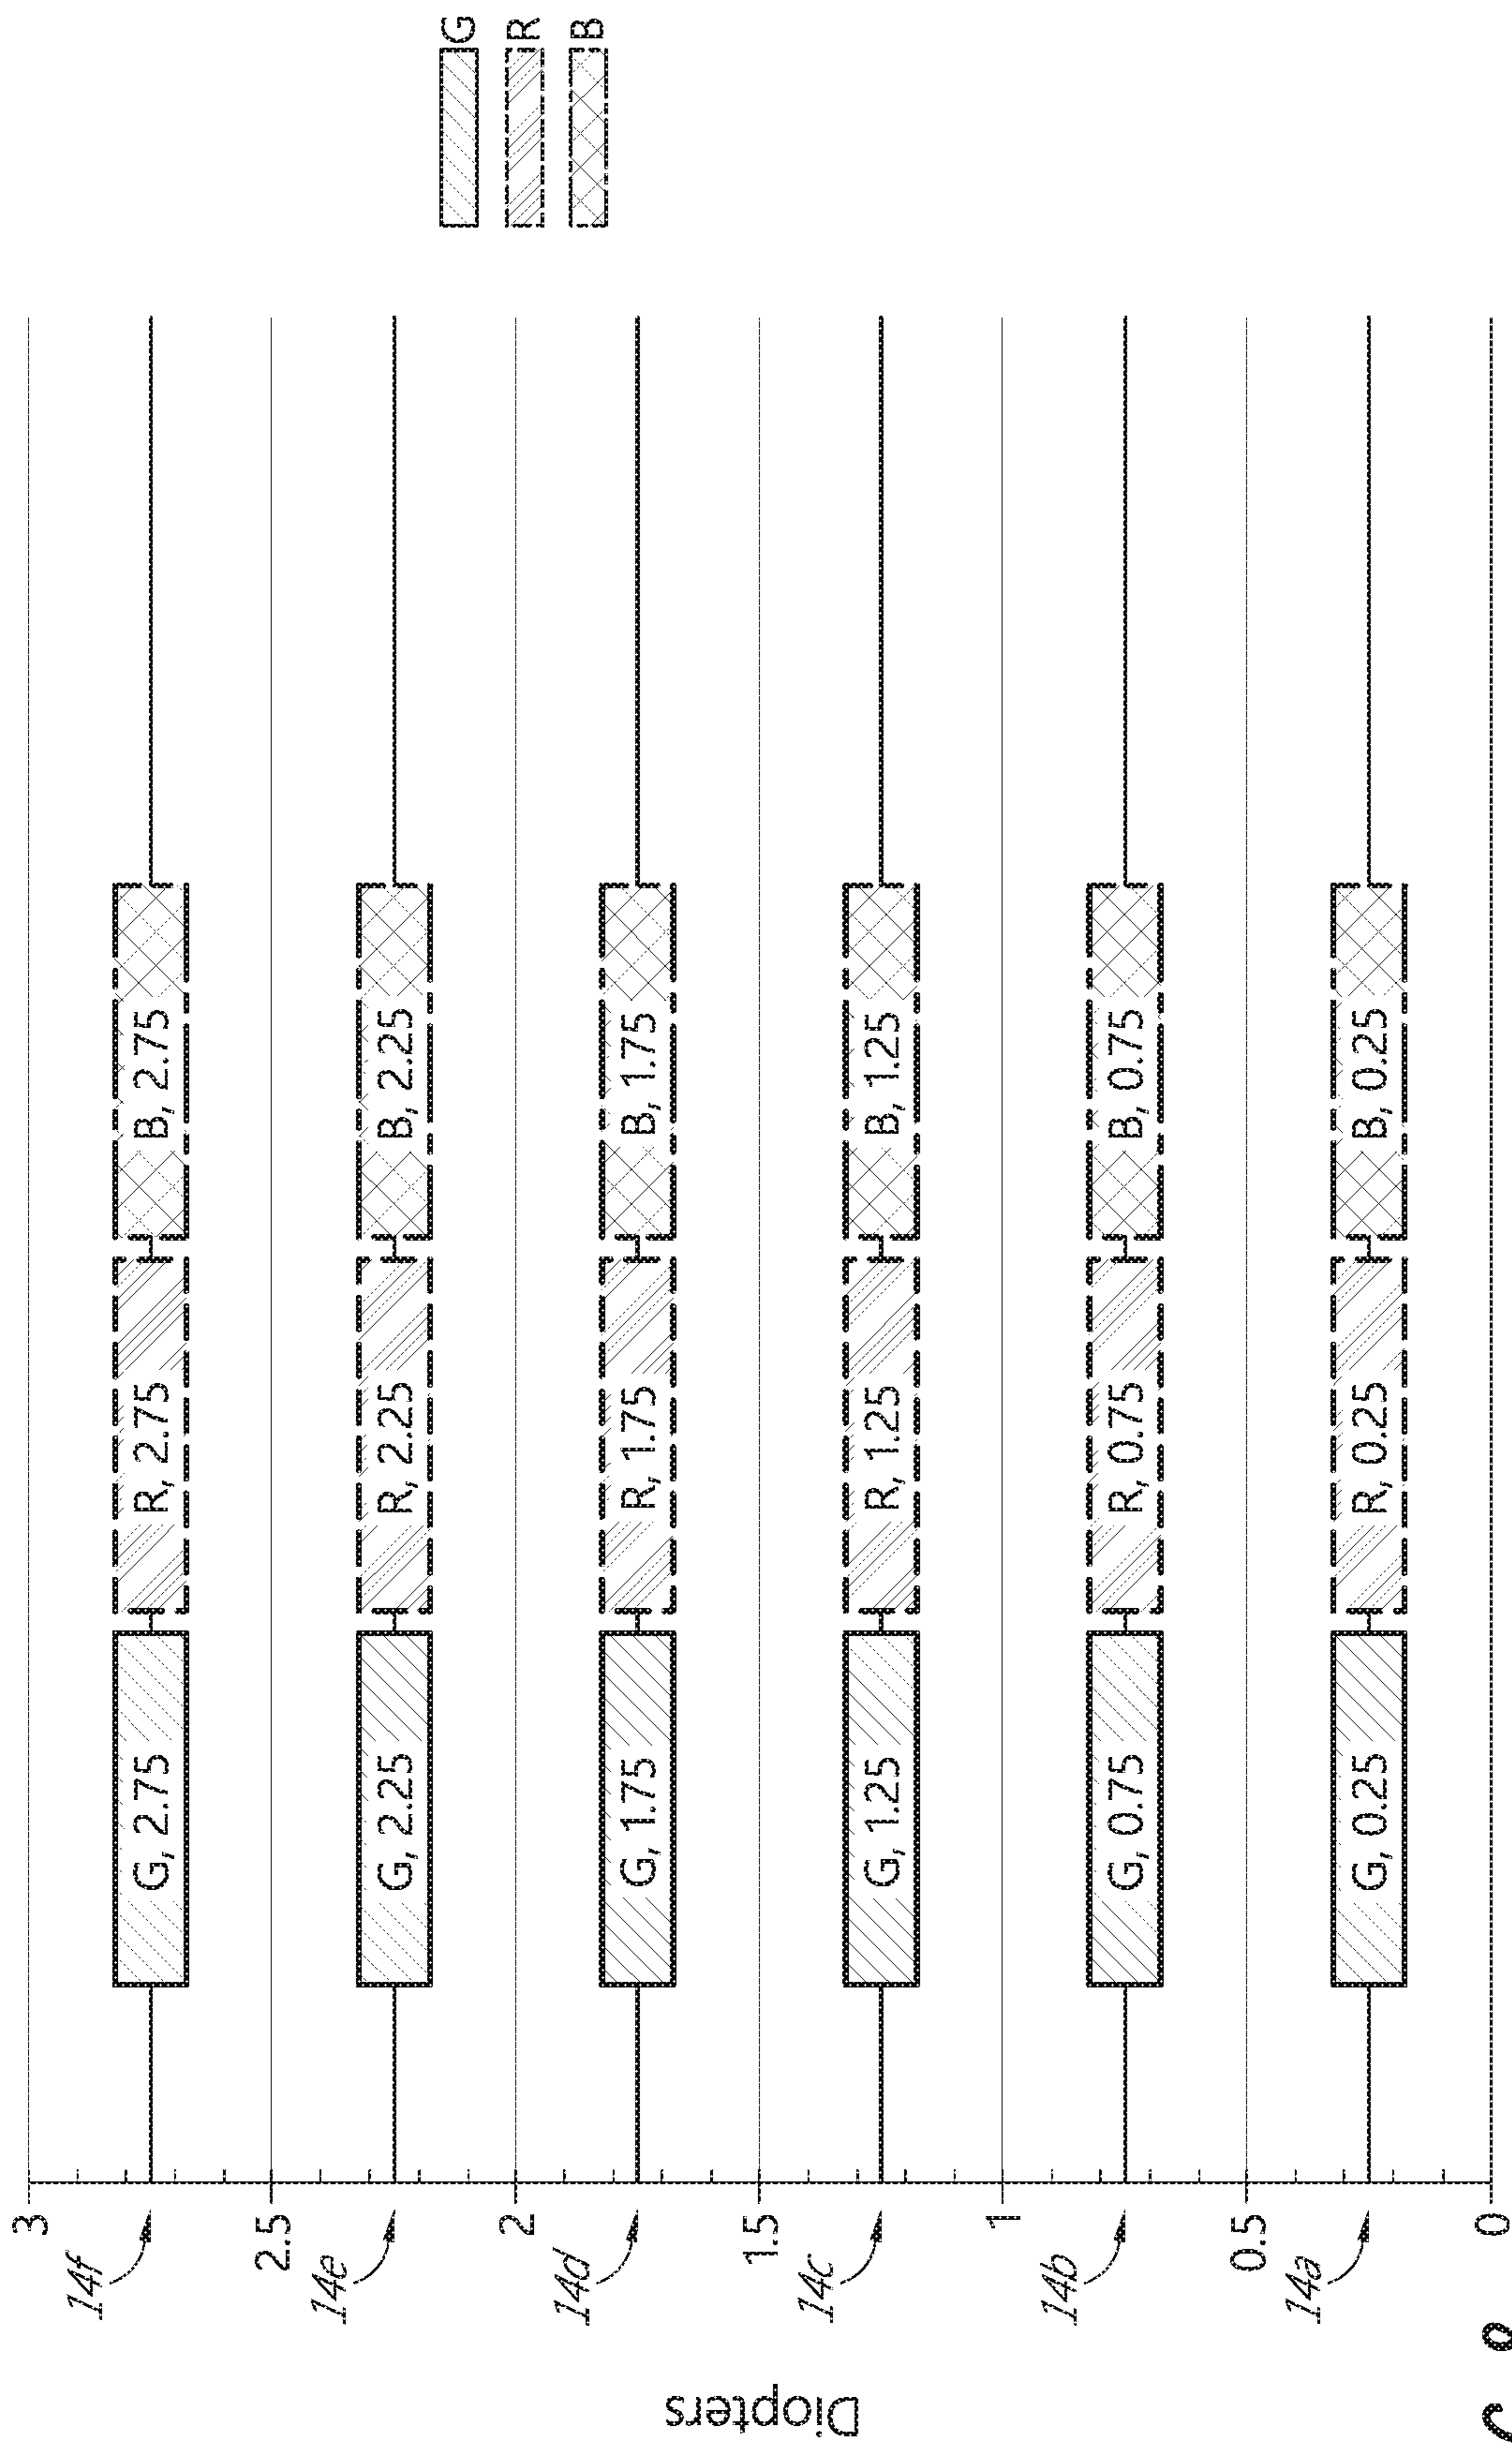 3
2.5
2
1.5
1
0.5
0
14f
14e
14d
14c
14b
14a
Diopters
G, 2.75
R, 2.75
B, 2.75
G, 2.25
R, 2.25
B, 2.25
G, 1.75
R, 1.75
B, 1.75
G, 1.25
R, 1.25
B, 1.25
G, 0.75
R, 0.75
B, 0.75
G, 0.25
R, 0.25
B, 0.25
G
R
B